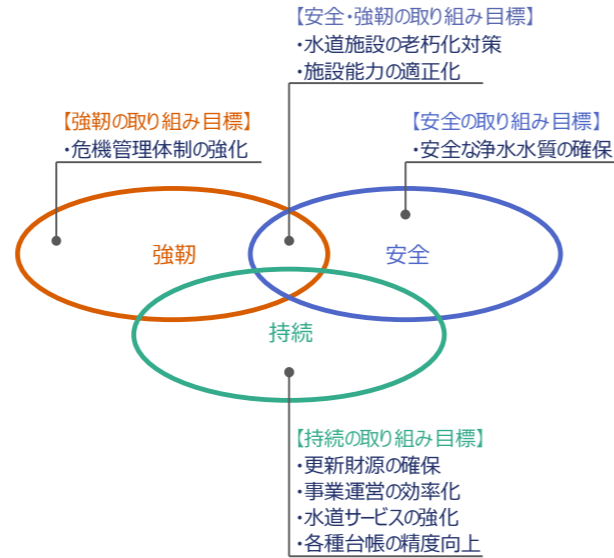 【安全・強靭の取り組み目標】
・水道施設の老朽化対策
・施設能力の適正化
【強靭の取り組み目標】
・危機管理体制の強化
【安全の取り組み目標】
・安全な浄水水質の確保
強靭
安全
持続
【持続の取り組み目標】
・更新財源の確保
・事業運営の効率化
・水道サービスの強化
・各種台帳の精度向上